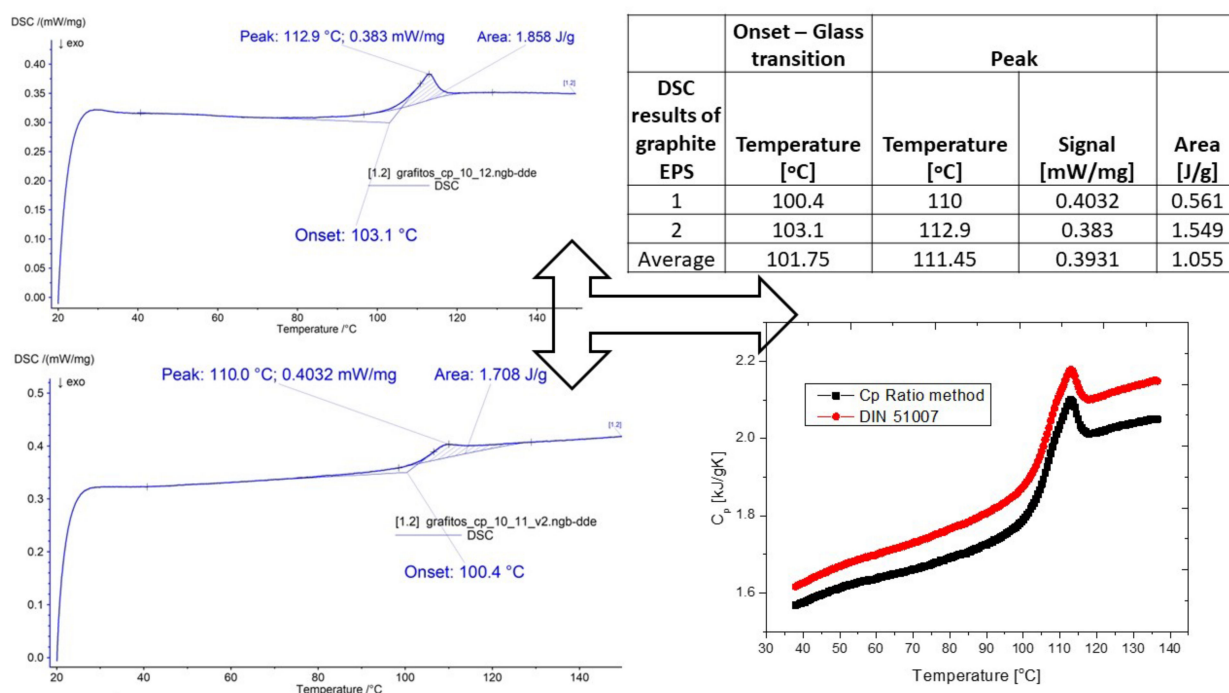 DSC /(mW/mg)
↓ exo
Peak: 112.9 °C; 0.383 mW/mg
Area: 1.858 J/g
[1.2]
0.40
0.35
0.30
0.25
0.20
0.15
0.10
0.05
0.00
[1.2] grafitos_cp_10_12.ngb-dde
DSC
Onset: 103.1 °C
20 40 60 80 100 120 140
Temperature /°C
Onset – Glass
transition
Peak
DSC
results of
graphite
EPS
Temperature
[°C]
Temperature
[°C]
Signal
[mW/mg]
Area
[J/g]
1 100.4 110 0.4032 0.561
2 103.1 112.9 0.383 1.549
Average 101.75 111.45 0.3931 1.055
DSC /(mW/mg)
↓ exo
Peak: 110.0 °C; 0.4032 mW/mg
Area: 1.708 J/g
[1.2]
0.5
0.4
0.3
0.2
0.1
0.0
[1.2] grafitos_cp_10_11_v2.ngb-dde
DSC
Onset: 100.4 °C
20 40 60 80 100 120 140
Temperature /°C
Cp Ratio method
DIN 51007
Cp [kJ/gK]
2.2
2.0
1.8
1.6
30 40 50 60 70 80 90 100 110 120 130 140
Temperature [°C]